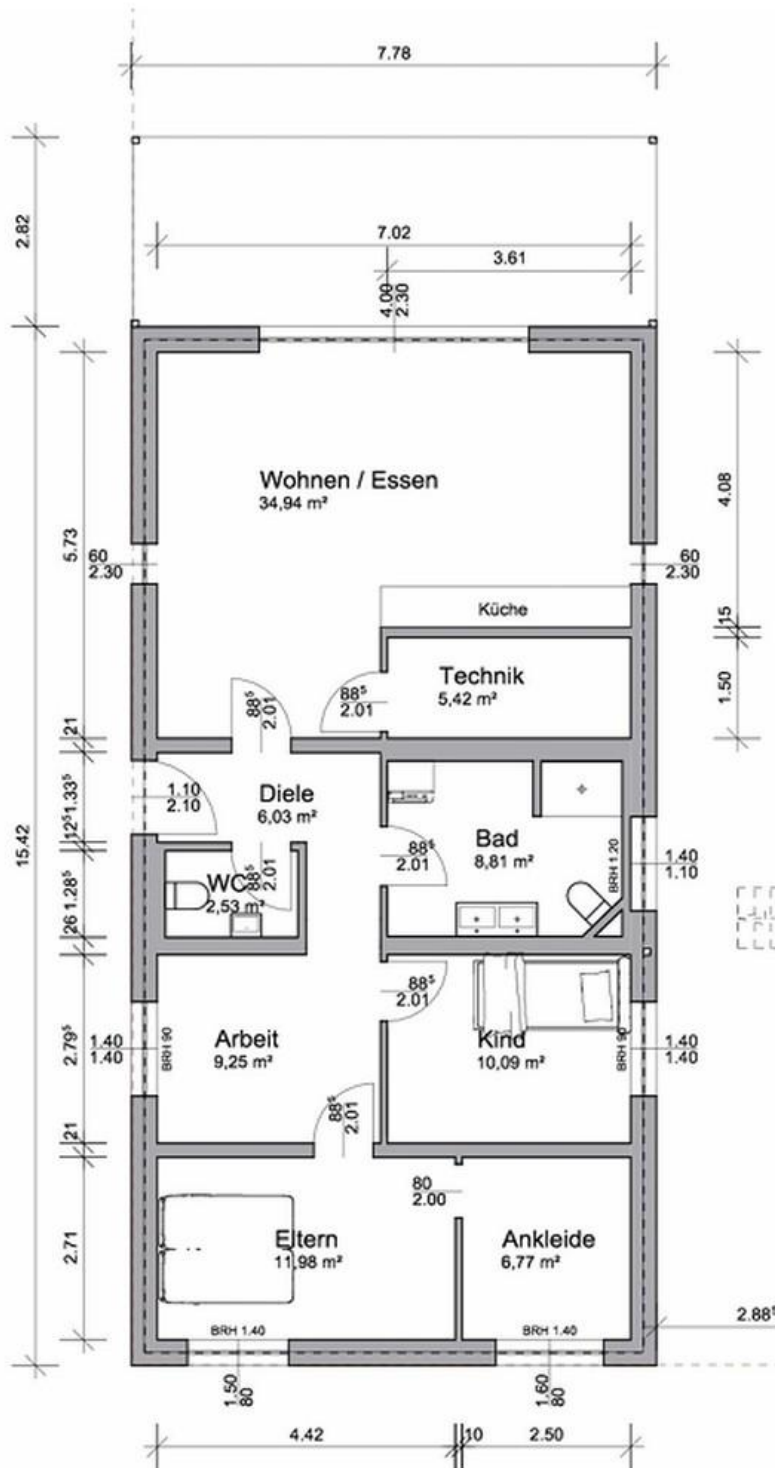 7.78
2.82
7.02
3.61
4.00
2.30
Wohnen / Essen
34,94 m²
4.08
5.73
60
2.30
60
2.30
Küche
15
Technik
5,42 m²
88⁵
2.01
1.50
88⁵
2.01
21
1.10
2.10
Diele
6,03 m²
1.33⁵
12⁵
15.42
Bad
8,81 m²
88⁵
2.01
BRH 1.20
1.40
1.10
WC
2,53 m²
88⁵
2.01
1.28⁵
26
88⁵
2.01
Arbeit
9,25 m²
Kind
10,09 m²
BRH 90
1.40
1.40
BRH 90
1.40
1.40
2.79⁵
88⁵
2.01
21
80
2.00
Eltern
11,98 m²
Ankleide
6,77 m²
2.71
BRH 1.40
BRH 1.40
2.88⁵
1.50
80
1.60
80
4.42
10
2.50